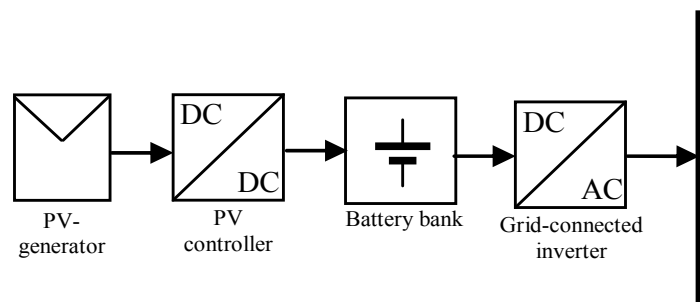 DC
DC
PV-
generator
PV
controller
Battery bank
DC
AC
Grid-connected
inverter